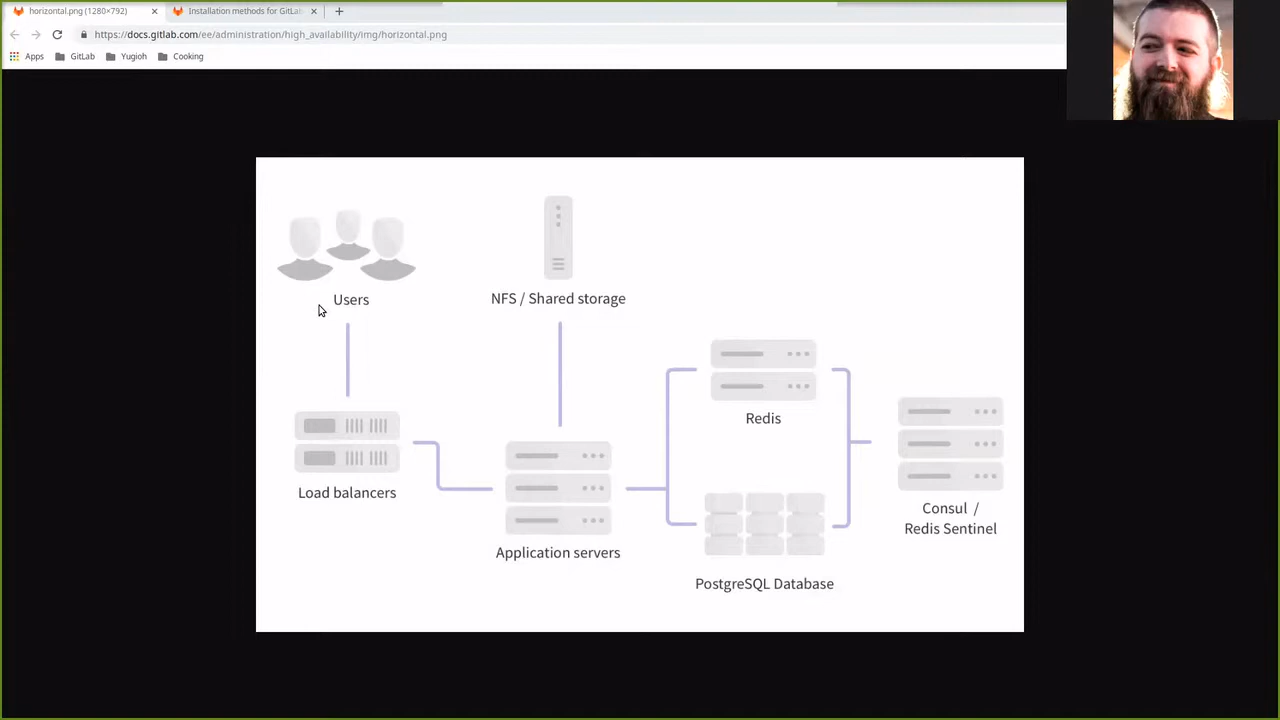 horizontal.png (1280×792)
Installation methods for GitLab
https://docs.gitlab.com/ee/administration/high_availability/img/horizontal.png
Apps
GitLab
Yugioh
Cooking
Users
NFS / Shared storage
Redis
Load balancers
Consul /
Redis Sentinel
Application servers
PostgreSQL Database